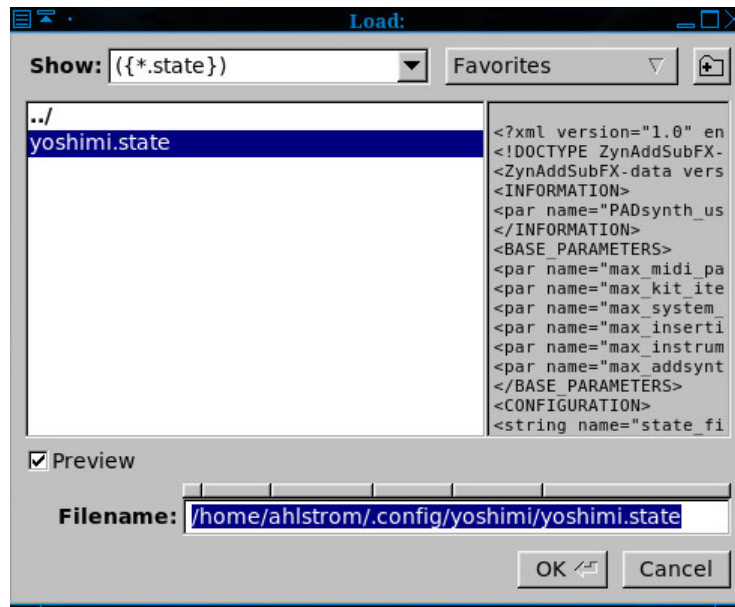 Load:
Show: ({*.state})
Favorites
../
yoshimi.state
<?xml version="1.0" en
<!DOCTYPE ZynAddSubFX-
<ZynAddSubFX-data vers
<INFORMATION>
<par name="PADsynth_us
</INFORMATION>
<BASE_PARAMETERS>
<par name="max_midi_pa
<par name="max_kit_ite
<par name="max_system_
<par name="max_inserti
<par name="max_instrum
<par name="max_addsynt
</BASE_PARAMETERS>
<CONFIGURATION>
<string name="state_fi
Preview
Filename: /home/ahlstrom/.config/yoshimi/yoshimi.state
OK
Cancel